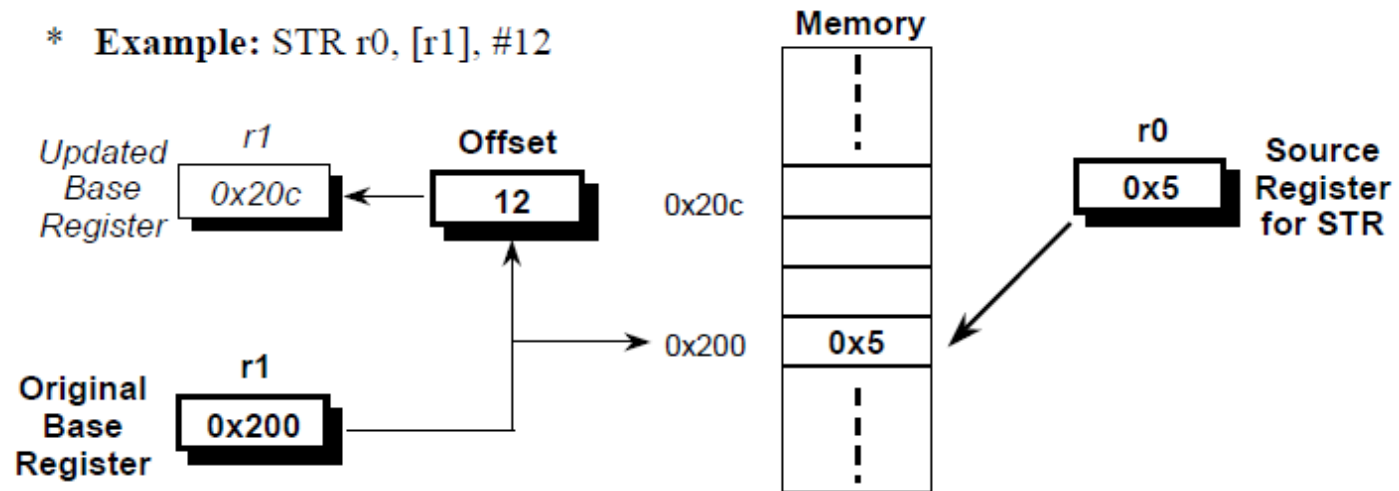 * Example: STR r0, [r1], #12
Memory
Updated
Base
Register
r1
0x20c
Offset
12
0x20c
r0
0x5
Source
Register
for STR
0x200
0x5
Original
Base
Register
r1
0x200